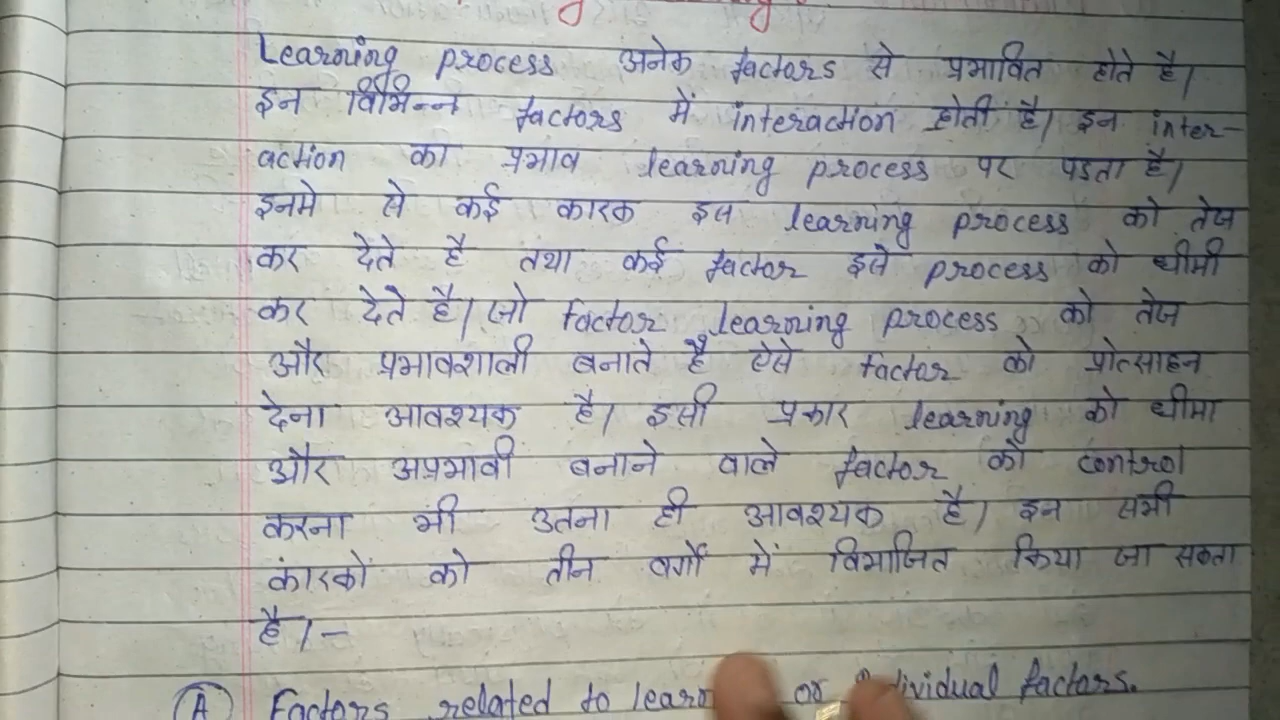 Learning process अनेक factors से प्रभावित होते है।
इन विभिन्न factors में interaction होती है। इन inter-
action का प्रभाव learning process पर पडता है।
इनमे से कई कारक इस learning process को तेज
कर देते है तथा कई factor इसे process को धीमी
कर देते है। जो factor learning process को तेज
और प्रभावशाली बनाते है ऐसे factor को प्रोत्साहन
देना आवश्यक है। इसी प्रकार learning को धीमा
और अप्रभावी बनाने वाले factor को control
करना भी उतना ही आवश्यक है। इन सभी
कारकों को तीन वर्गों में विभाजित किया जा सकता
है।-
A Factors related to or individual factors.